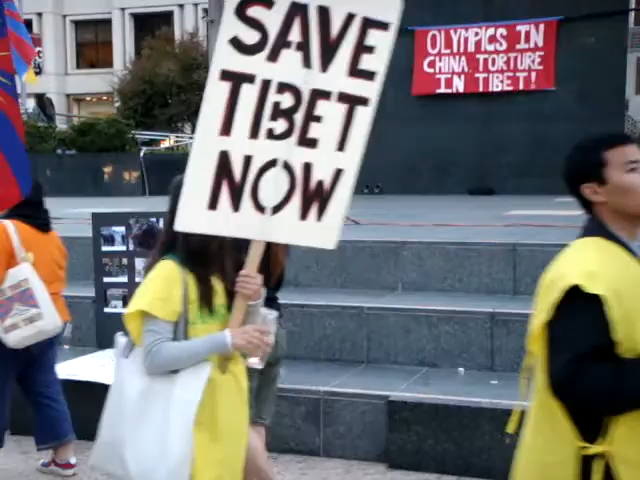 SAVE
TIBET
NOW
OLYMPICS IN
CHINA, TORTURE
IN TIBET!